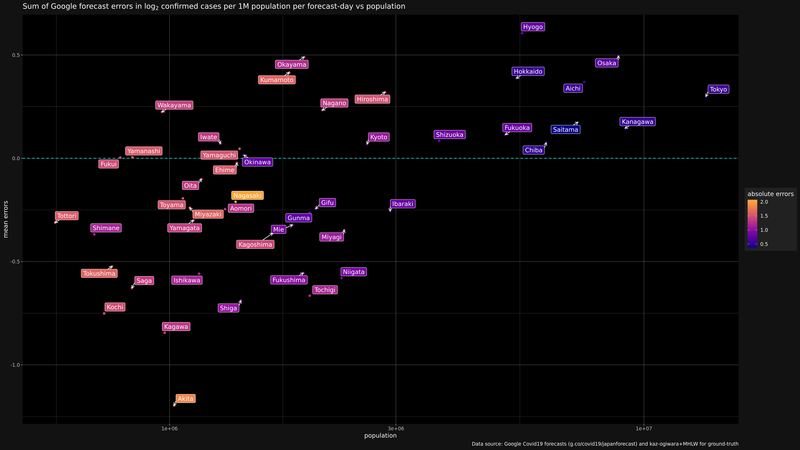 Sum of Google forecast errors in log2 confirmed cases per 1M population per forecast-day vs population
Hyogo
0.5
Okayama
Osaka
Hokkaido
Kumamoto
Aichi
Tokyo
Hiroshima
Wakayama
Nagano
Kanagawa
Fukuoka
Saitama
Iwate
Kyoto
Shizuoka
Yamanashi
Chiba
Yamaguchi
0.0
Fukui
Okinawa
Ehime
Oita
absolute errors
Nagasaki
2.0
Toyama
Aomori
Gifu
Ibaraki
1.5
Tottori
Miyazaki
Gunma
1.0
mean errors
Shimane
Yamagata
Mie
Miyagi
0.5
Kagoshima
-0.5
Tokushima
Niigata
Saga
Ishikawa
Fukushima
Tochigi
Kochi
Shiga
Kagawa
-1.0
Akita
1e+06
3e+06
1e+07
population
Data source: Google Covid19 forecasts (g.co/covid19/japanforecast) and kaz-ogiwara+MHLW for ground-truth